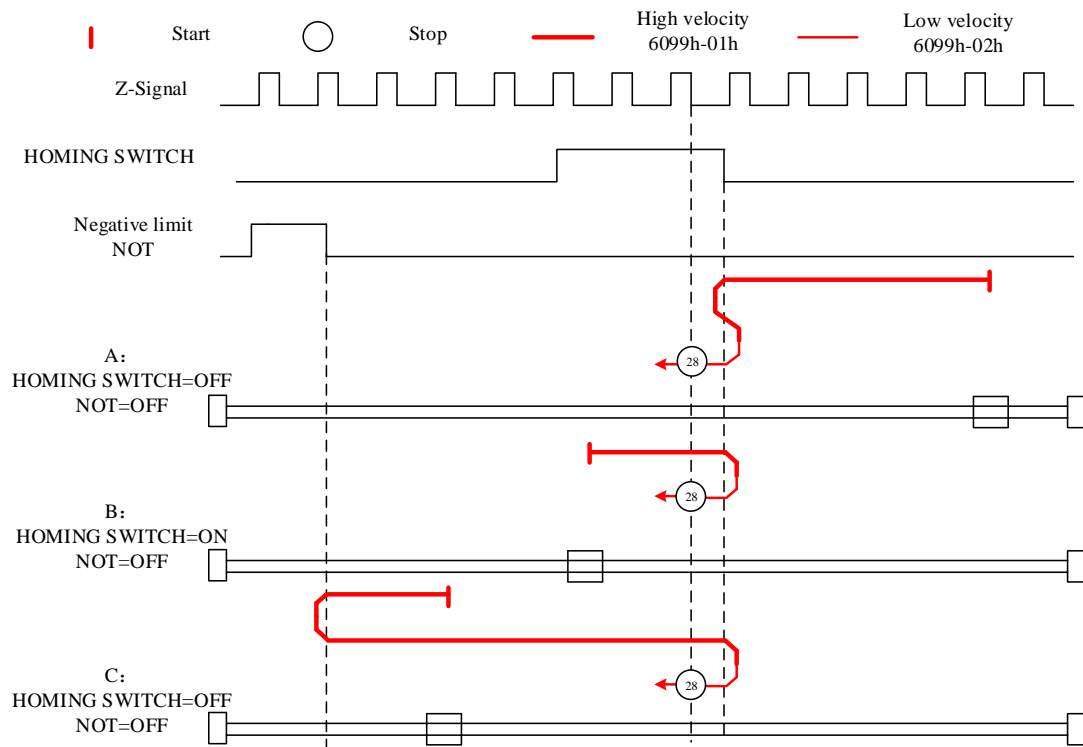 Start
Stop
High velocity
6099h-01h
Low velocity
6099h-02h
Z-Signal
HOMING SWITCH
Negative limit
NOT
28
A：
HOMING SWITCH=OFF
NOT=OFF
28
B：
HOMING SWITCH=ON
NOT=OFF
28
C：
HOMING SWITCH=OFF
NOT=OFF